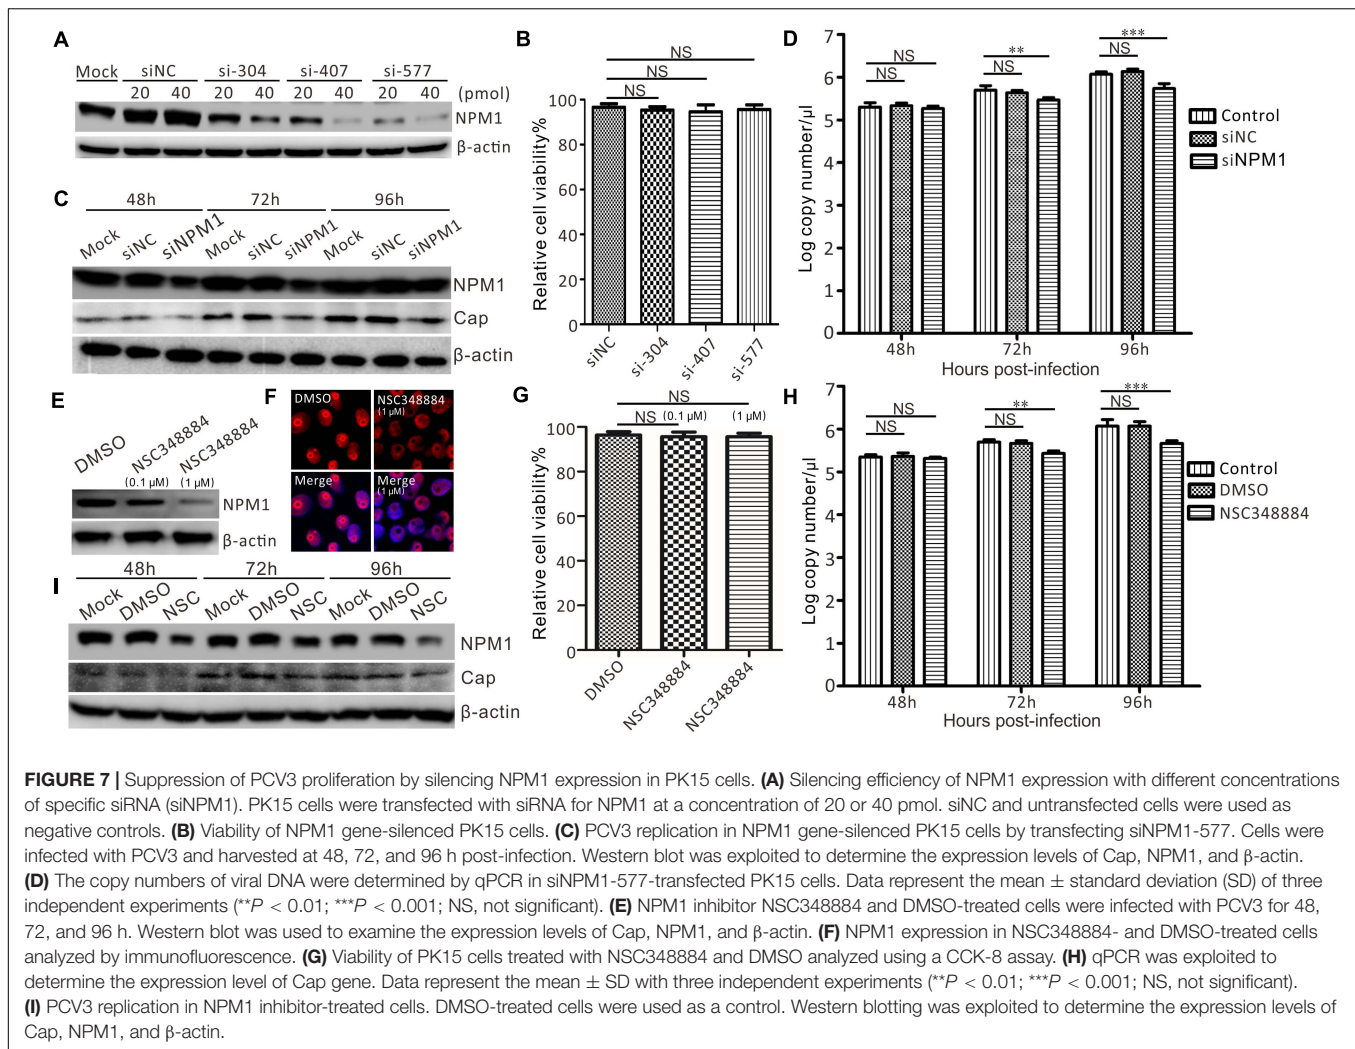 A
Mock siNC si-304 si-407 si-577
20 40 20 40 20 40 20 40 (pmol)
NPM1
β-actin
B
NS
NS
NS
Relative cell viability%
100
80
60
40
20
0
siNC si-304 si-407 si-577
C
48h 72h 96h
Mock siNC siNPM1 Mock siNC siNPM1 Mock siNC siNPM1
NPM1
Cap
β-actin
D
Log copy number/μl
7
6
5
4
3
2
1
0
NS
NS
**
NS
***
NS
48h 72h 96h
Hours post-infection
Control
siNC
siNPM1
E
DMSO NSC348884 NSC348884
(0.1 μM) (1 μM)
NPM1
β-actin
F
DMSO NSC348884
(1 μM)
Merge Merge
(1 μM)
G
NS
NS (0.1 μM) (1 μM)
Relative cell viability%
100
80
60
40
20
0
DMSO NSC348884 NSC348884
H
Log copy number/μl
7
6
5
4
3
2
1
0
NS
NS
**
NS
***
NS
48h 72h 96h
Hours post-infection
Control
DMSO
NSC348884
I
48h 72h 96h
Mock DMSO NSC Mock DMSO NSC Mock DMSO NSC
NPM1
Cap
β-actin
FIGURE 7 | Suppression of PCV3 proliferation by silencing NPM1 expression in PK15 cells. (A) Silencing efficiency of NPM1 expression with different concentrations
of specific siRNA (siNPM1). PK15 cells were transfected with siRNA for NPM1 at a concentration of 20 or 40 pmol. siNC and untransfected cells were used as
negative controls. (B) Viability of NPM1 gene-silenced PK15 cells. (C) PCV3 replication in NPM1 gene-silenced PK15 cells by transfecting siNPM1-577. Cells were
infected with PCV3 and harvested at 48, 72, and 96 h post-infection. Western blot was exploited to determine the expression levels of Cap, NPM1, and β-actin.
(D) The copy numbers of viral DNA were determined by qPCR in siNPM1-577-transfected PK15 cells. Data represent the mean ± standard deviation (SD) of three
independent experiments (**P < 0.01; ***P < 0.001; NS, not significant). (E) NPM1 inhibitor NSC348884 and DMSO-treated cells were infected with PCV3 for 48,
72, and 96 h. Western blot was used to examine the expression levels of Cap, NPM1, and β-actin. (F) NPM1 expression in NSC348884- and DMSO-treated cells
analyzed by immunofluorescence. (G) Viability of PK15 cells treated with NSC348884 and DMSO analyzed using a CCK-8 assay. (H) qPCR was exploited to
determine the expression level of Cap gene. Data represent the mean ± SD with three independent experiments (**P < 0.01; ***P < 0.001; NS, not significant).
(I) PCV3 replication in NPM1 inhibitor-treated cells. DMSO-treated cells were used as a control. Western blotting was exploited to determine the expression levels of
Cap, NPM1, and β-actin.